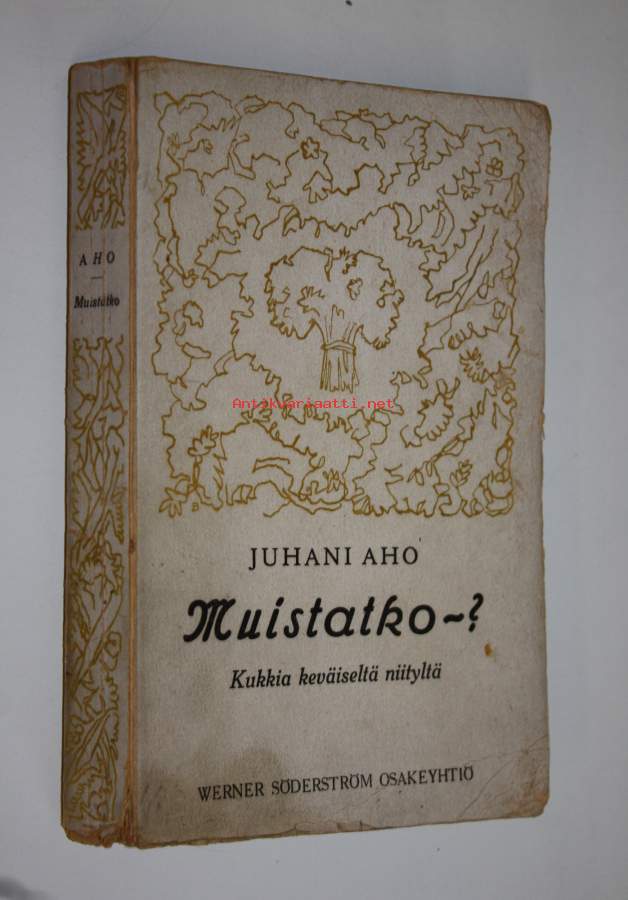 AHO
Muistatko
Antikvariaatti.net
JUHANI AHO
Muistatko~?
Kukkia keväiseltä niityltä
WERNER SÖDERSTRÖM OSAKEYHTIÖ